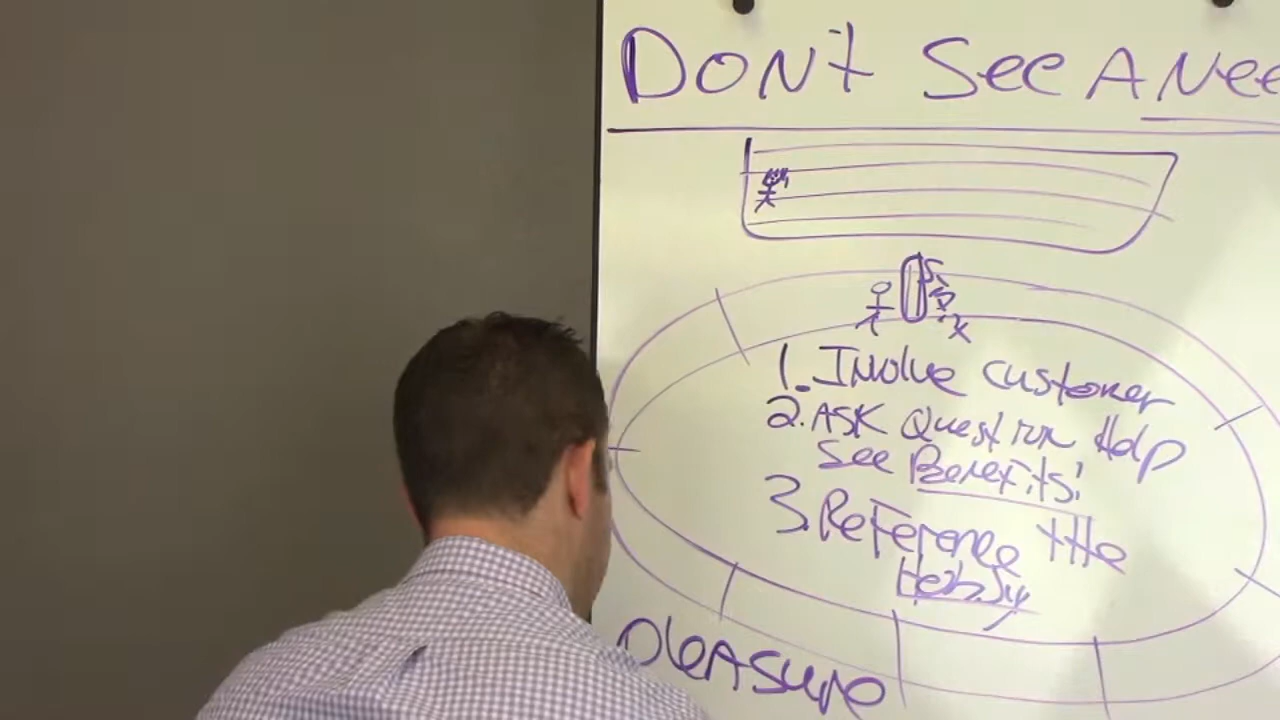 DON't See A Nee
1. Involve customer
2. ASK Question Help
See Benefits!
3. Reference the
Pleasure